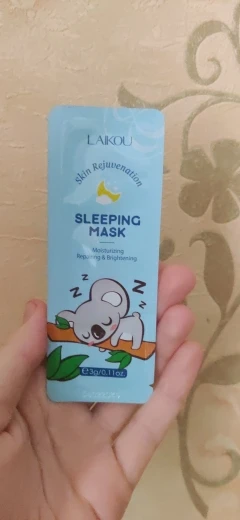 LAIKOU
Skin Rejuvenation
SLEEPING
MASK
Moisturizing
Repairing & Brightening
z z z
z z z
℮3g/0.11oz.